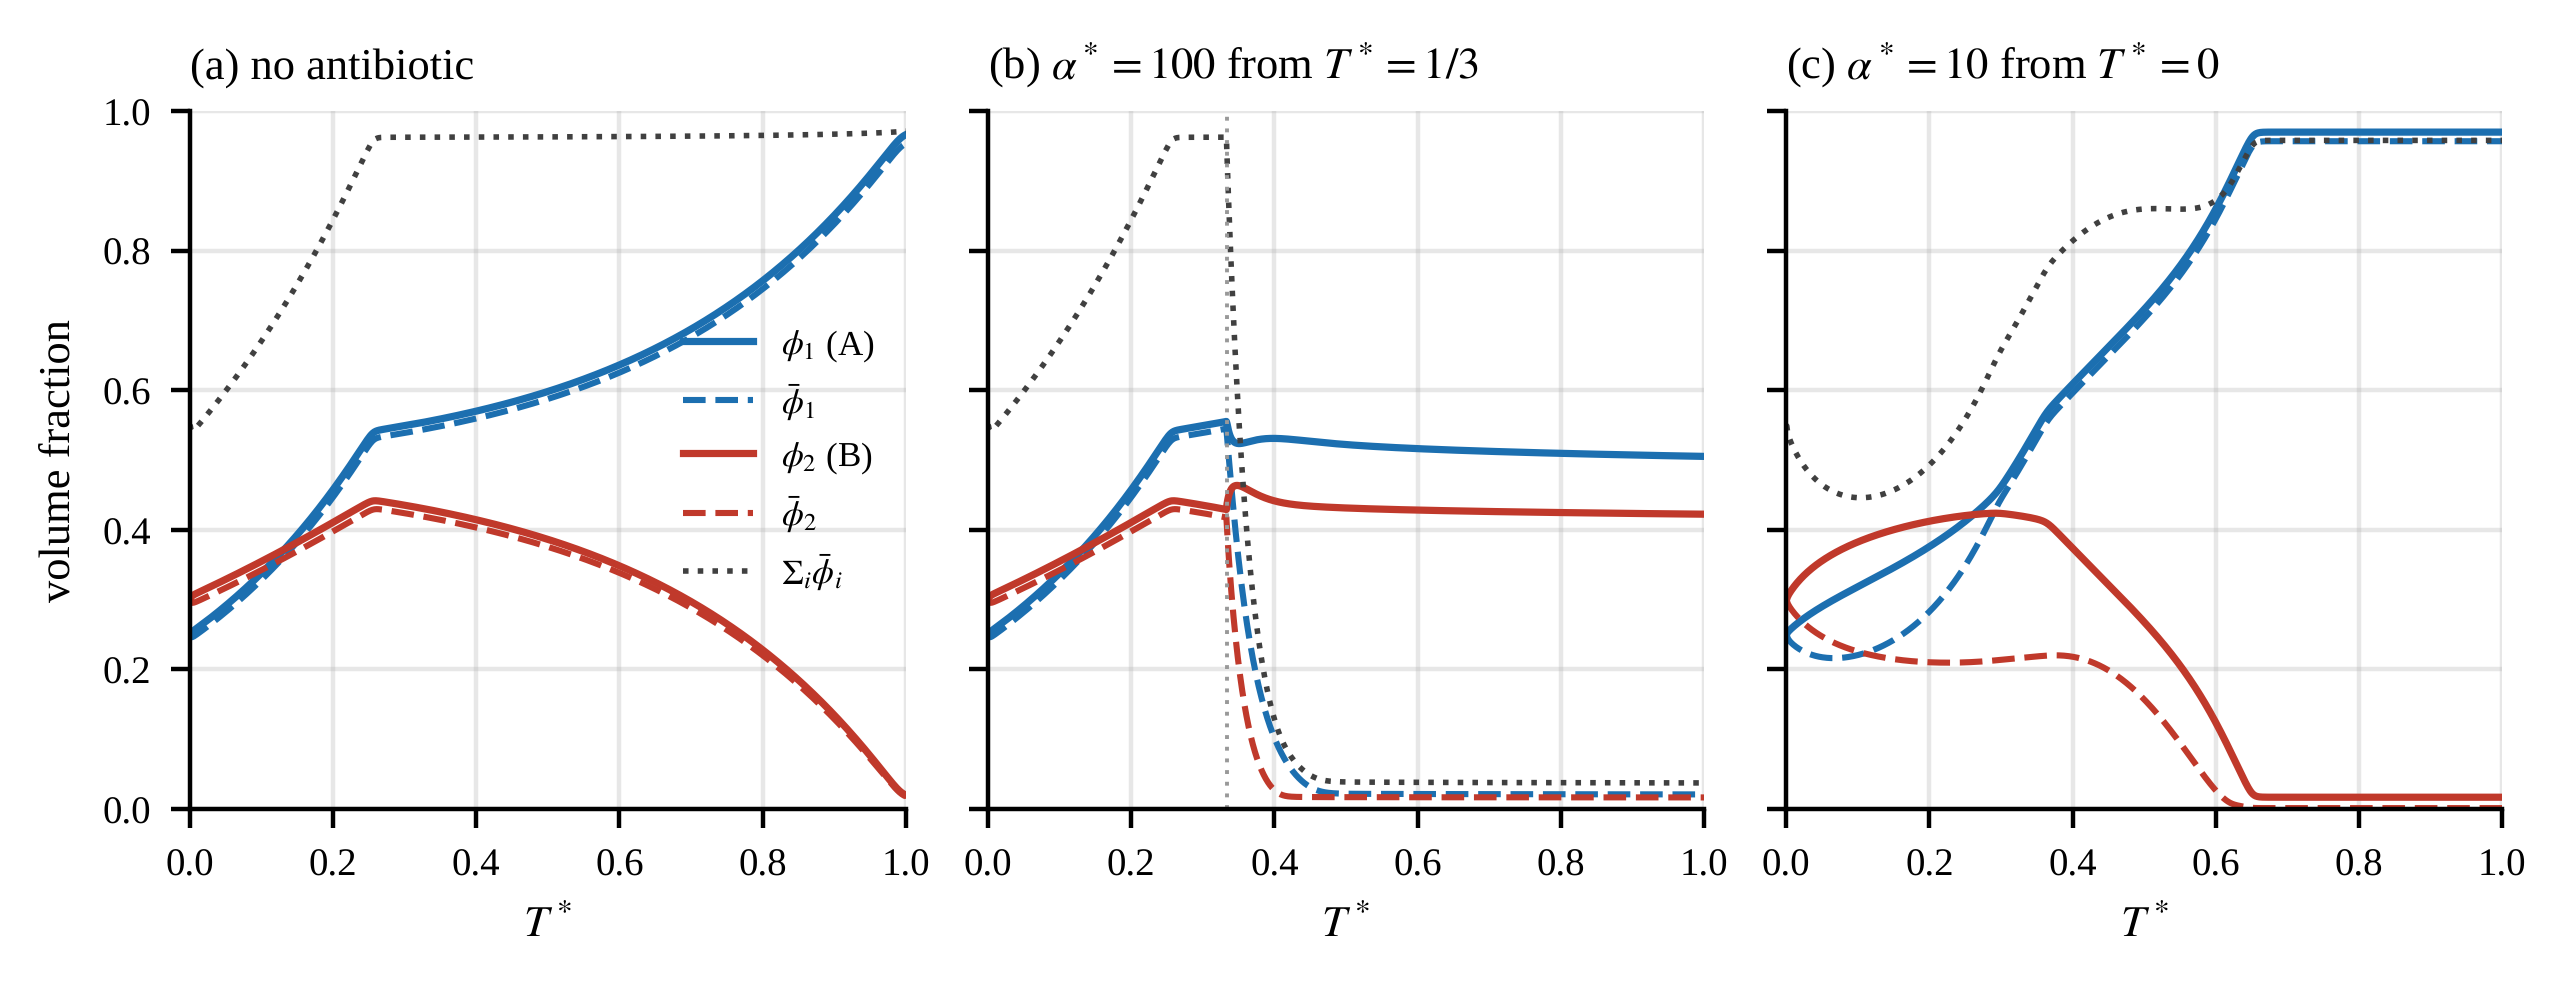 (a) no antibiotic
(b) α* = 100 from T* = 1/3
(c) α* = 10 from T* = 0
volume fraction
1.0
0.8
0.6
0.4
0.2
0.0
ϕ₁ (A)
ϕ̄₁
ϕ₂ (B)
ϕ̄₂
Σᵢϕ̄ᵢ
0.0 0.2 0.4 0.6 0.8 1.0
0.0 0.2 0.4 0.6 0.8 1.0
0.0 0.2 0.4 0.6 0.8 1.0
T*
T*
T*